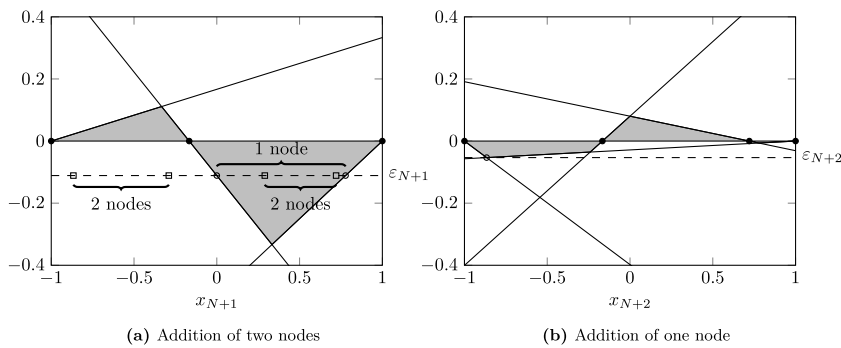 0.4
0.2
0
−0.2
−0.4
−1
−0.5
0
0.5
1
1 node
2 nodes
2 nodes
ε_{N+1}
x_{N+1}
(a) Addition of two nodes
0.4
0.2
0
−0.2
−0.4
−1
−0.5
0
0.5
1
ε_{N+2}
x_{N+2}
(b) Addition of one node